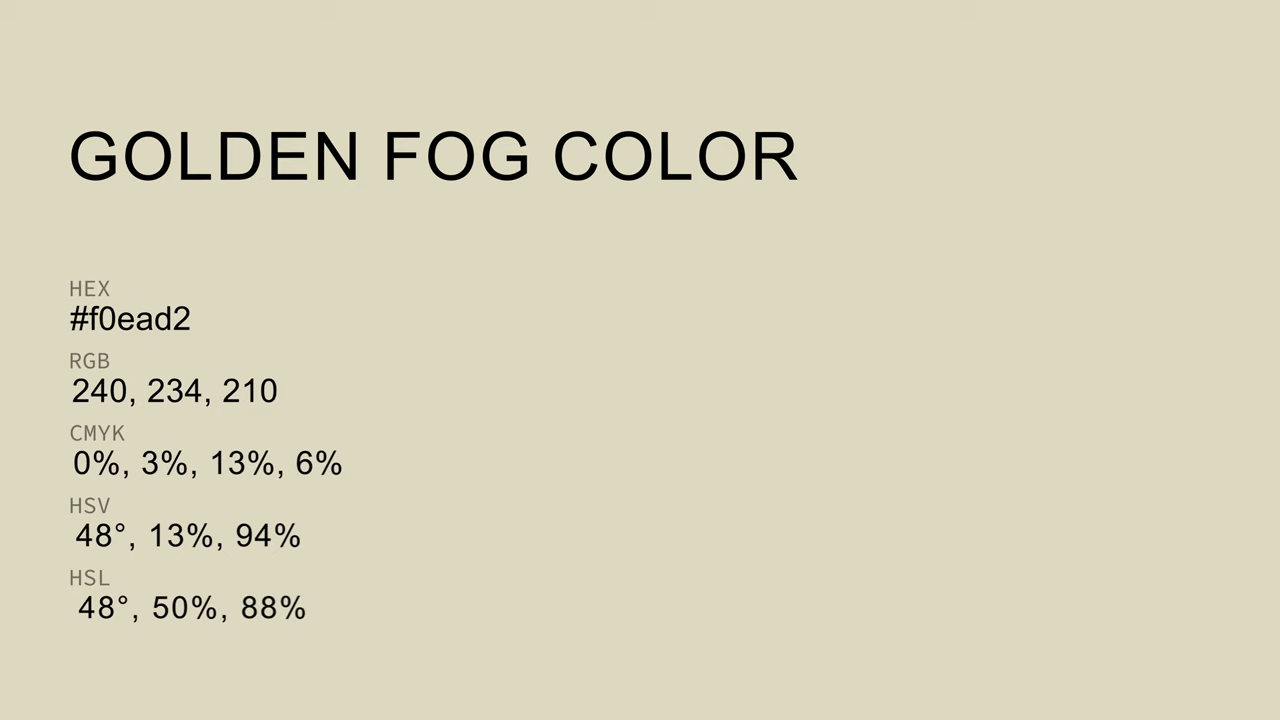 GOLDEN FOG COLOR
HEX
#f0ead2
RGB
240, 234, 210
CMYK
0%, 3%, 13%, 6%
HSV
48°, 13%, 94%
HSL
48°, 50%, 88%